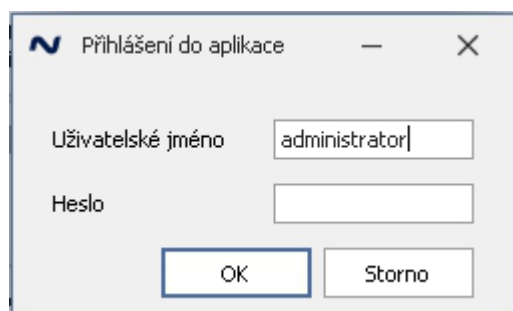 Přihlášení do aplikace
Uživatelské jméno administrator
Heslo
OK Storno